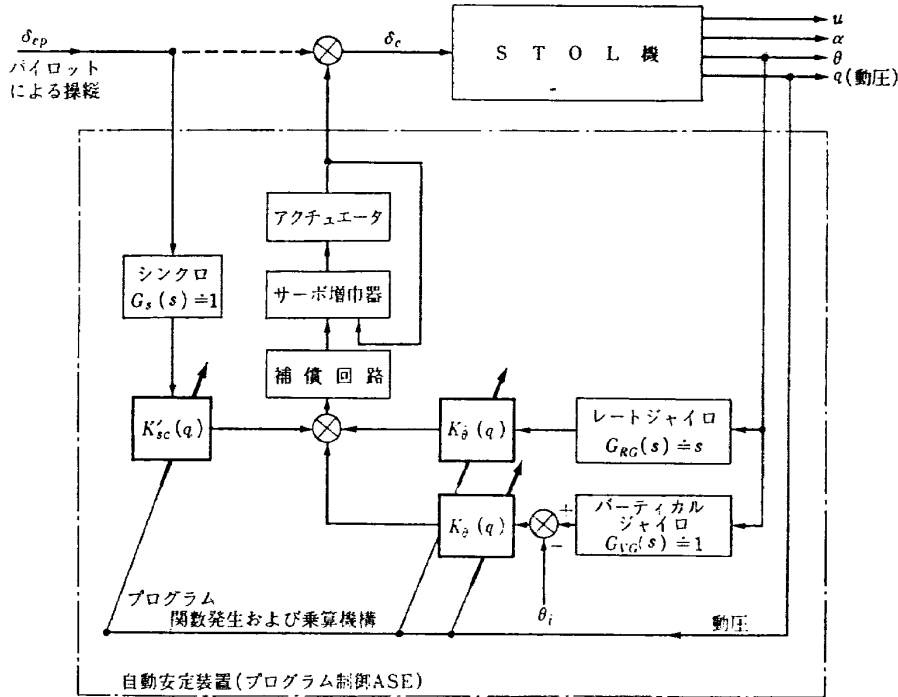 δep
パイロット
による操縦
δe
S T O L 機
u
α
θ
q (動圧)
アクチュエータ
シンクロ
Gs(s)≑1
サーボ増巾器
補償回路
K′sc(q)
Kθ̇(q)
レートジャイロ
GRG(s)≑s
Kθ(q)
+
−
バーティカル
ジャイロ
GVG(s)≑1
θi
プログラム
関数発生および乗算機構
動圧
自動安定装置(プログラム制御ASE)